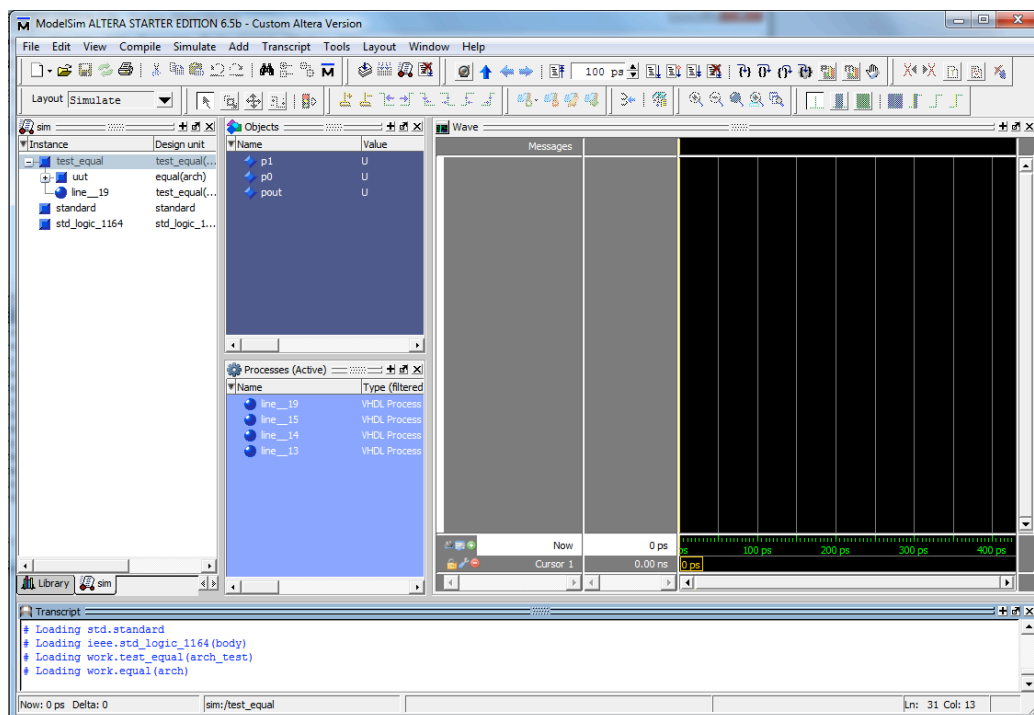 ModelSim ALTERA STARTER EDITION 6.5b - Custom Altera Version
File Edit View Compile Simulate Add Transcript Tools Layout Window Help
100 ps
Layout Simulate
sim
Instance Design unit
test_equal test_equal(...
uut equal(arch)
line__19 test_equal(...
standard standard
std_logic_1164 std_logic_1...
Library sim
Objects
Name Value
p1 U
p0 U
pout U
Processes (Active)
Name Type (filtered
line__19 VHDL Process
line__15 VHDL Process
line__14 VHDL Process
line__13 VHDL Process
Wave
Messages
Now 0 ps
Cursor 1 0.00 ns
ps 100 ps 200 ps 300 ps 400 ps
0 ps
Transcript
# Loading std.standard
# Loading ieee.std_logic_1164(body)
# Loading work.test_equal(arch_test)
# Loading work.equal(arch)
Now: 0 ps Delta: 0 sim:/test_equal Ln: 31 Col: 13